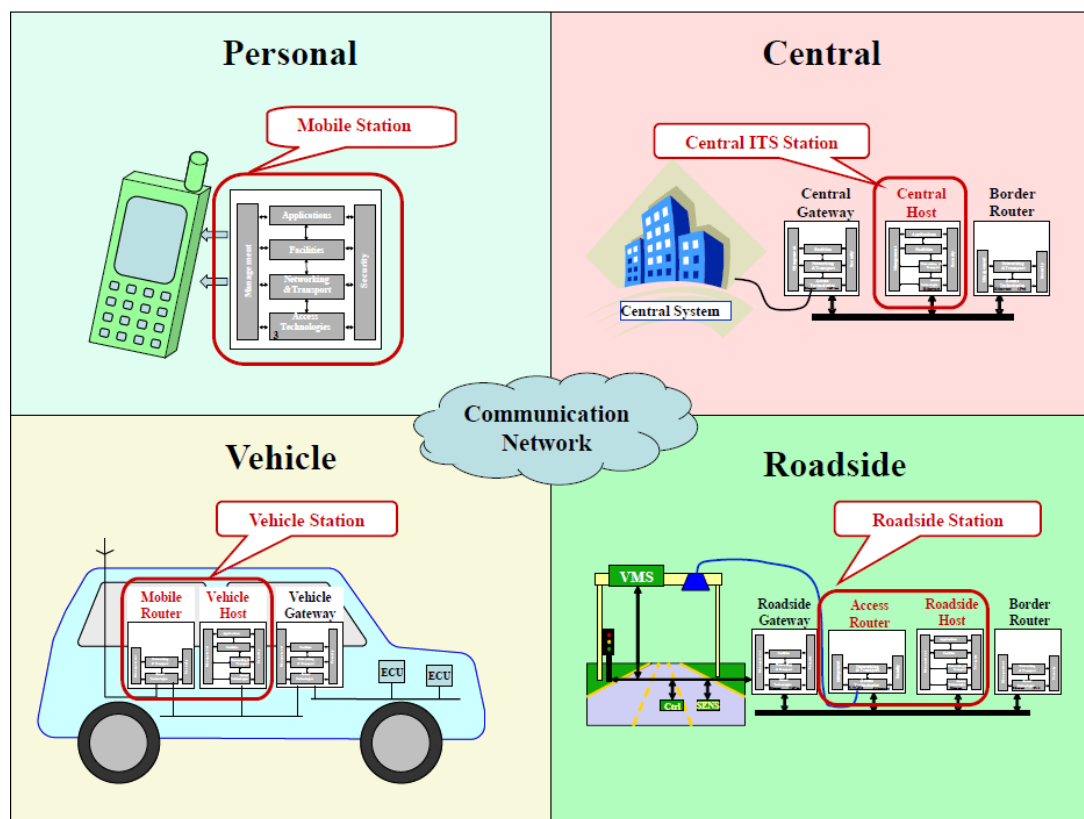 Personal
Mobile Station
Applications
Facilities
Networking
&Transport
Access
Technologies
3
Management
Security
Central
Central ITS Station
Central
Gateway
Central
Host
Border
Router
Central System
Communication
Network
Vehicle
Vehicle Station
Mobile
Router
Vehicle
Host
Vehicle
Gateway
ECU
ECU
Roadside
Roadside Station
VMS
Roadside
Gateway
Access
Router
Roadside
Host
Border
Router
Ctrl
SENS